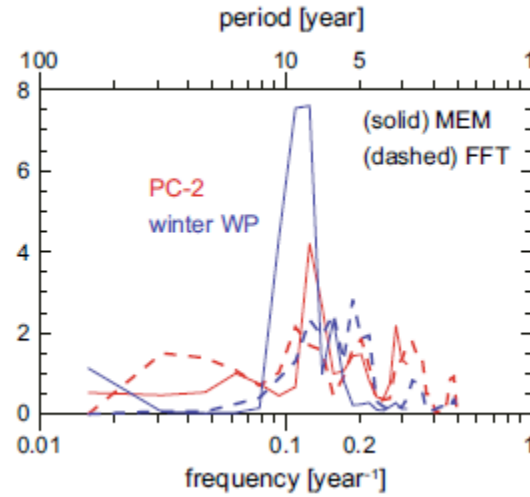 period [year]
100 10 5 1
8
(solid) MEM
(dashed) FFT
6
PC-2
winter WP
4
2
0
0.01 0.1 0.2 1
frequency [year⁻¹]